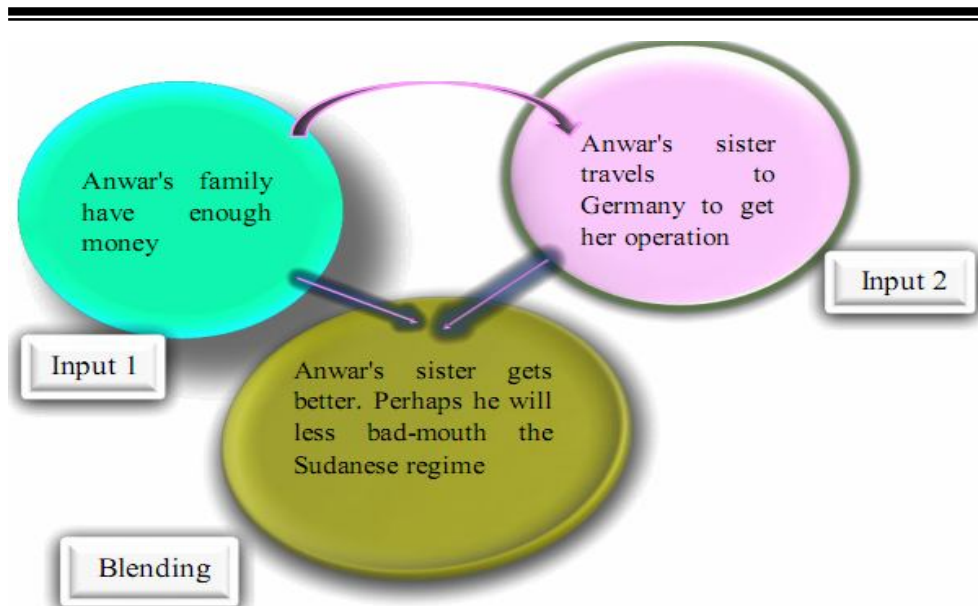 Anwar's family
have enough
money
Anwar's sister
travels to
Germany to get
her operation
Input 2
Input 1
Anwar's sister gets
better. Perhaps he will
less bad-mouth the
Sudanese regime
Blending